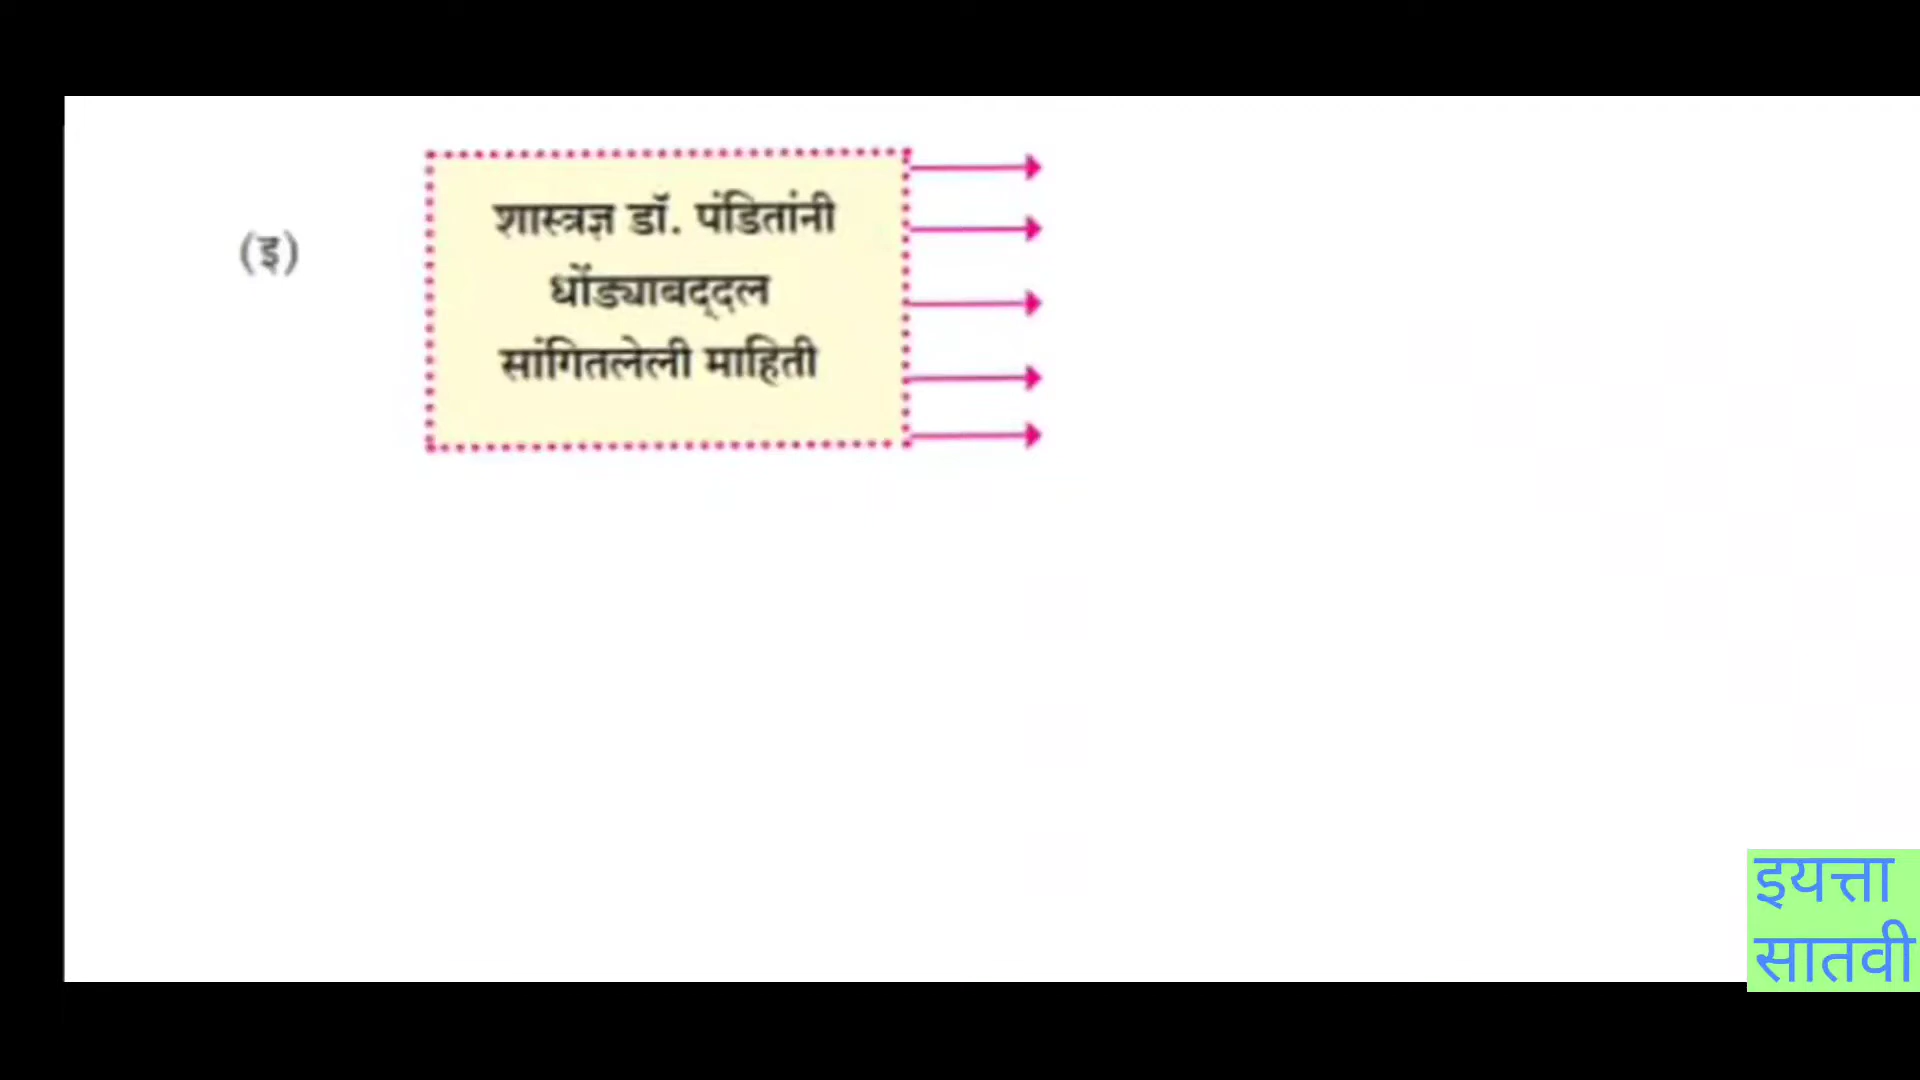 (इ)
शास्त्रज्ञ डॉ. पंडितांनी
धोंड्याबद्‌दल
सांगितलेली माहिती
इयत्ता
सातवी